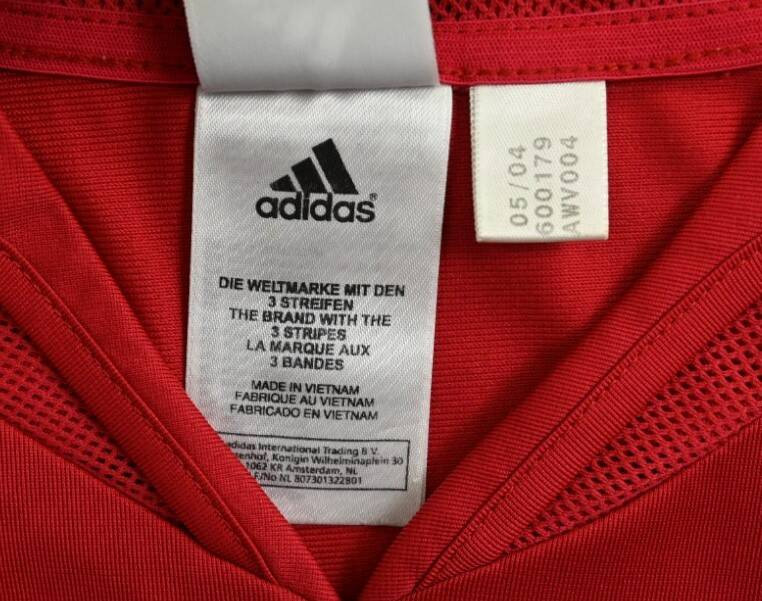 adidas®
DIE WELTMARKE MIT DEN
3 STREIFEN
THE BRAND WITH THE
3 STRIPES
LA MARQUE AUX
3 BANDES
MADE IN VIETNAM
FABRIQUE AU VIETNAM
FABRICADO EN VIETNAM
adidas International Trading B V.
Konigin Wilhelminaplein 30
1062 KR Amsterdam, NL
F/No NL 807301322801
05/04
600179
AWV004